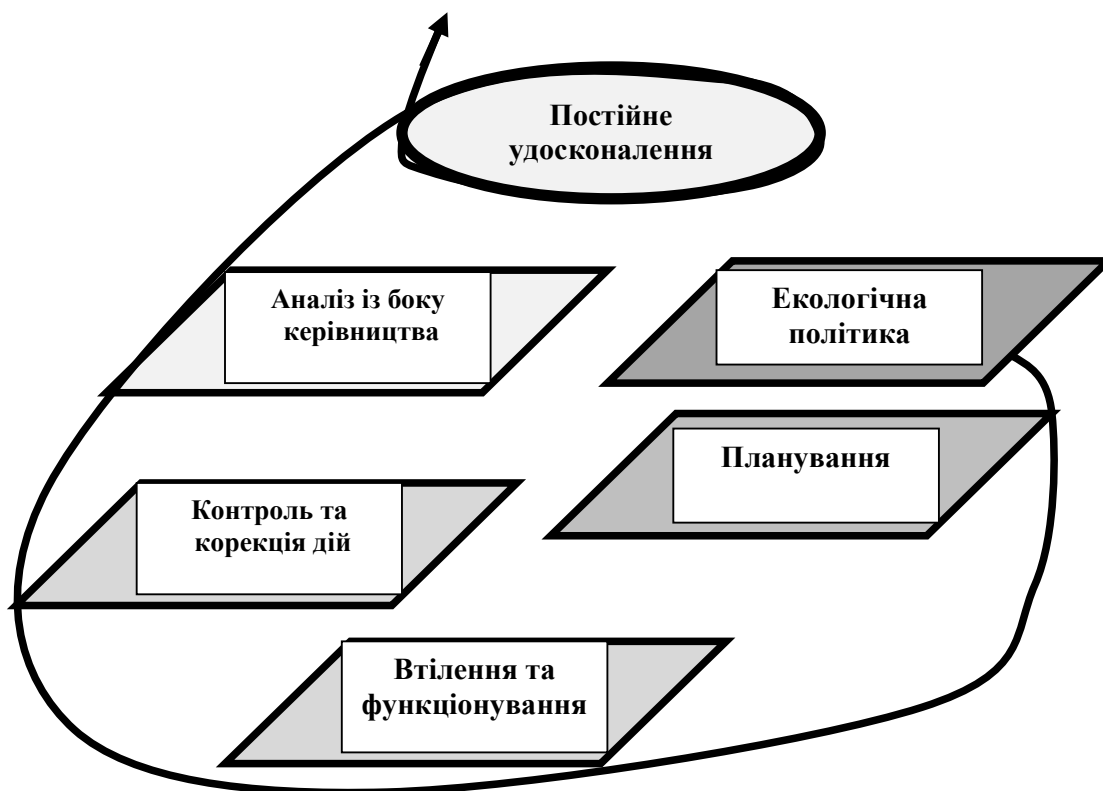 Постійне
удосконалення
Аналіз із боку
керівництва
Екологічна
політика
Планування
Контроль та
корекція дій
Втілення та
функціонування